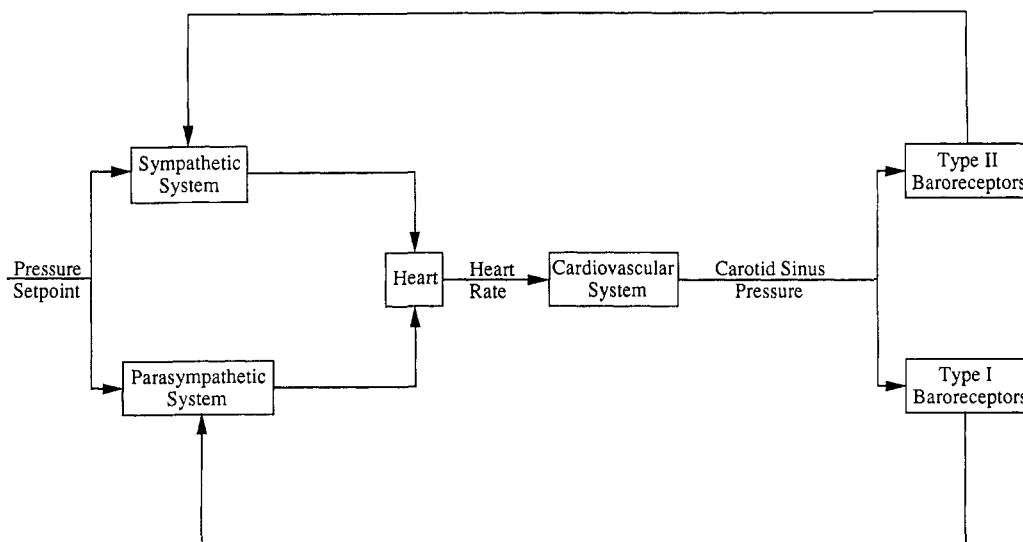 Sympathetic
System
Type II
Baroreceptors
Pressure
Setpoint
Heart
Heart
Rate
Cardiovascular
System
Carotid Sinus
Pressure
Parasympathetic
System
Type I
Baroreceptors